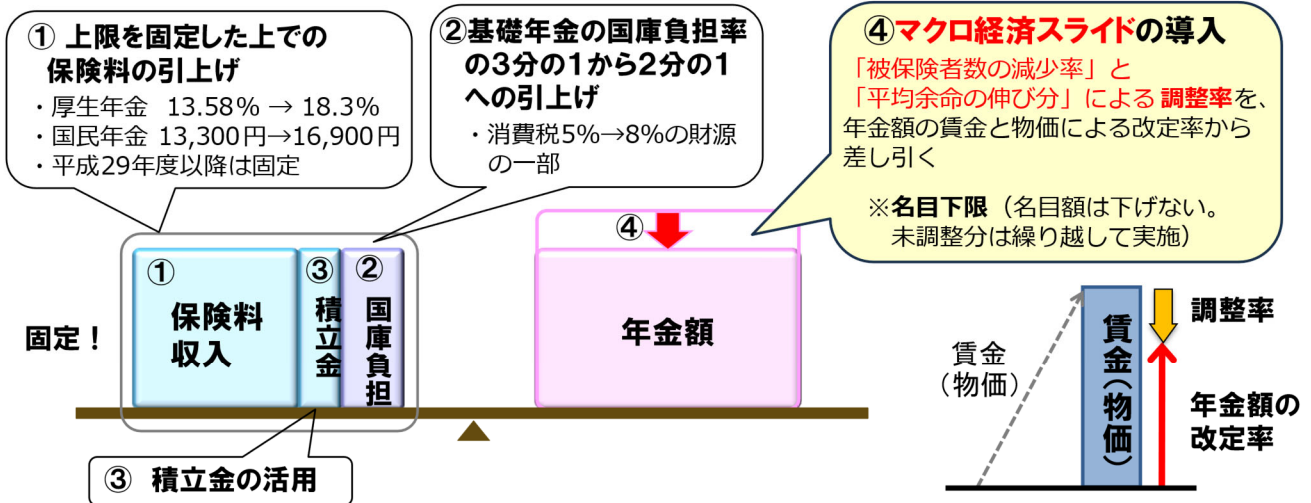 ① 上限を固定した上での
保険料の引上げ
・厚生年金 13.58% → 18.3%
・国民年金 13,300円→16,900円
・平成29年度以降は固定
②基礎年金の国庫負担率
の3分の1から2分の1
への引上げ
・消費税5%→8%の財源
の一部
④マクロ経済スライドの導入
「被保険者数の減少率」と
「平均余命の伸び分」による調整率を、
年金額の賃金と物価による改定率から
差し引く
※名目下限（名目額は下げない。
未調整分は繰り越して実施）
固定！
①
保険料
収入
③
積立金
②
国庫負担
④
年金額
③ 積立金の活用
賃金
（物価）
賃金（物価）
調整率
年金額の
改定率